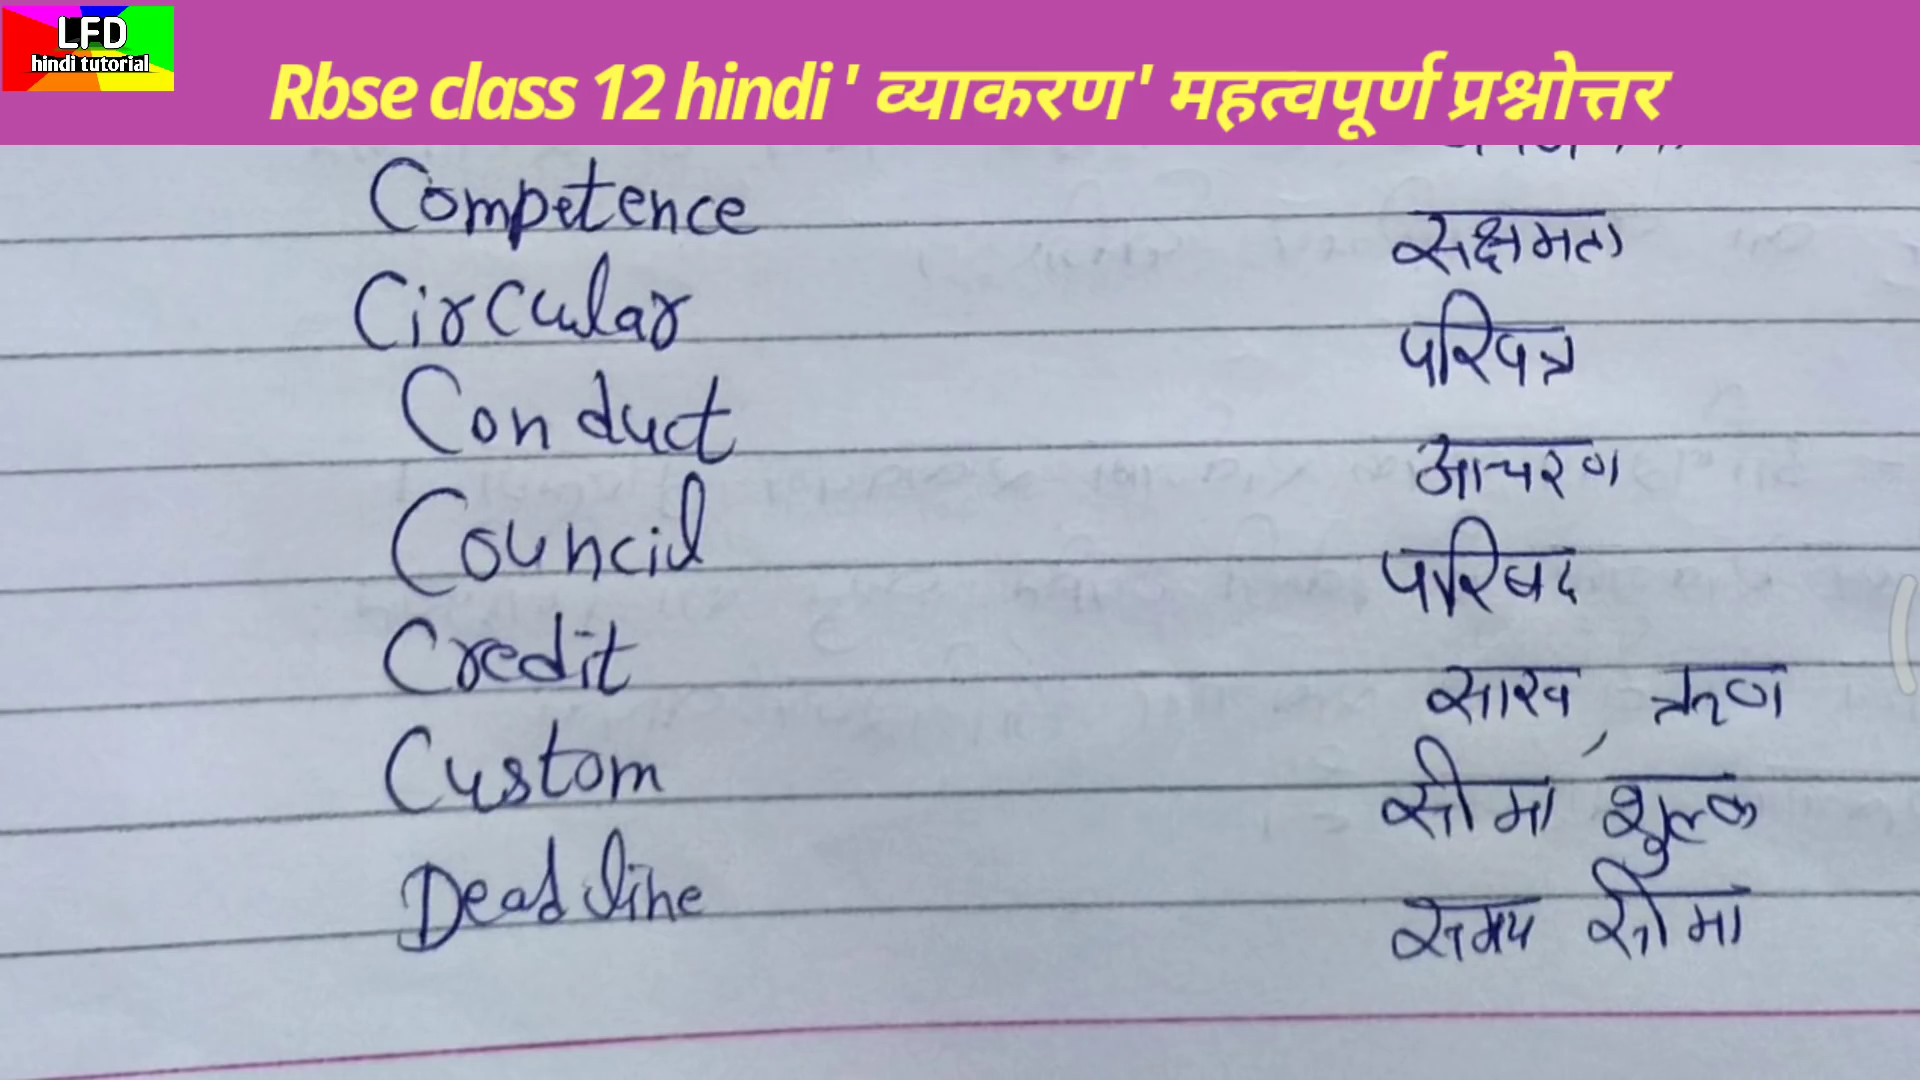 LFD
hindi tutorial
Rbse class 12 hindi ' व्याकरण' महत्वपूर्ण प्रश्नोत्तर
Competence सक्षमता
Circular परिपत्र
Conduct आचरण
Council परिषद
Credit साख, ऋण
Custom सीमा शुल्क
Deadline समय सीमा